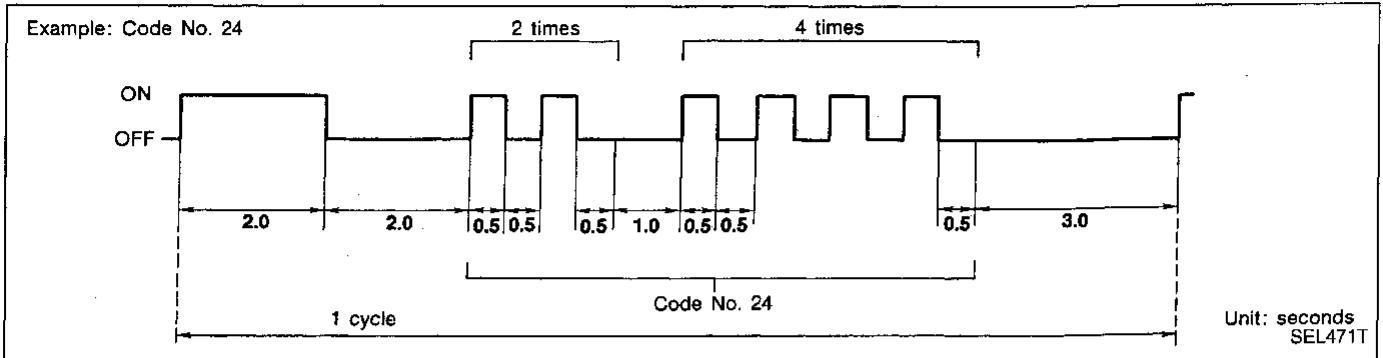 Example: Code No. 24
2 times
4 times
ON
OFF
2.0 2.0 0.5 0.5 0.5 1.0 0.5 0.5 0.5 3.0
Code No. 24
1 cycle
Unit: seconds
SEL471T